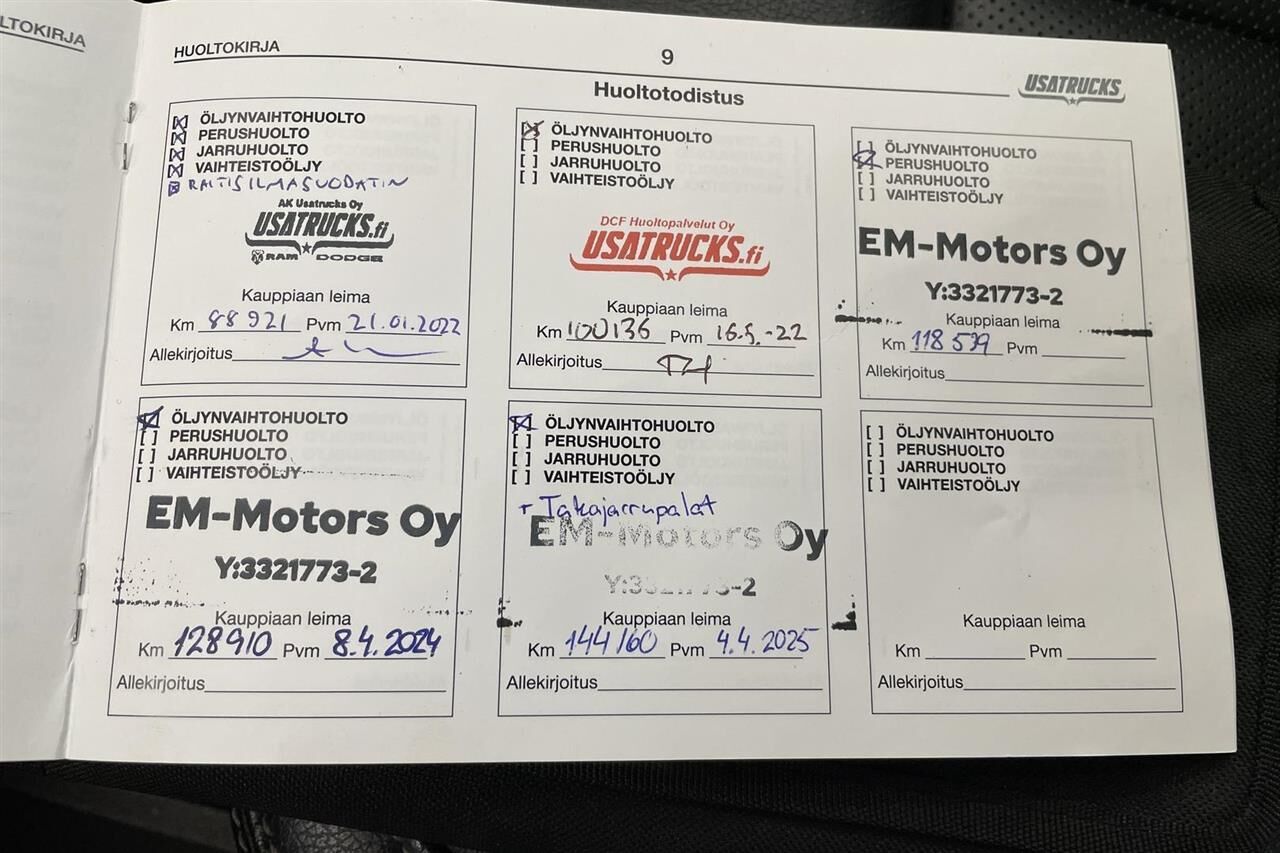 LTOKIRJA
HUOLTOKIRJA
9
USATRUCKS
Huoltotodistus
ÖLJYNVAIHTOHUOLTO
PERUSHUOLTO
JARRUHUOLTO
VAIHTEISTOÖLJY
RAITISILMASUODATIN
AK Usatrucks Oy
USATRUCKS.fi
RAM DODGE
Kauppiaan leima
Km 88 921 Pvm 21.01.2022
Allekirjoitus
ÖLJYNVAIHTOHUOLTO
[ ] PERUSHUOLTO
[ ] JARRUHUOLTO
[ ] VAIHTEISTOÖLJY
DCF Huoltopalvelut Oy
USATRUCKS.fi
Kauppiaan leima
Km 100136 Pvm 16.9.-22
Allekirjoitus
[ ] ÖLJYNVAIHTOHUOLTO
PERUSHUOLTO
[ ] JARRUHUOLTO
[ ] VAIHTEISTOÖLJY
EM-Motors Oy
Y:3321773-2
Kauppiaan leima
Km 118 539 Pvm
Allekirjoitus
ÖLJYNVAIHTOHUOLTO
[ ] PERUSHUOLTO
[ ] JARRUHUOLTO
[ ] VAIHTEISTOÖLJY
EM-Motors Oy
Y:3321773-2
Kauppiaan leima
Km 128910 Pvm 8.4.2024
Allekirjoitus
ÖLJYNVAIHTOHUOLTO
[ ] PERUSHUOLTO
[ ] JARRUHUOLTO
[ ] VAIHTEISTOÖLJY
+ Takajarrupalat
EM-Motors Oy
Y:3321773-2
Kauppiaan leima
Km 144160 Pvm 4.4.2025
Allekirjoitus
[ ] ÖLJYNVAIHTOHUOLTO
[ ] PERUSHUOLTO
[ ] JARRUHUOLTO
[ ] VAIHTEISTOÖLJY
Kauppiaan leima
Km Pvm
Allekirjoitus